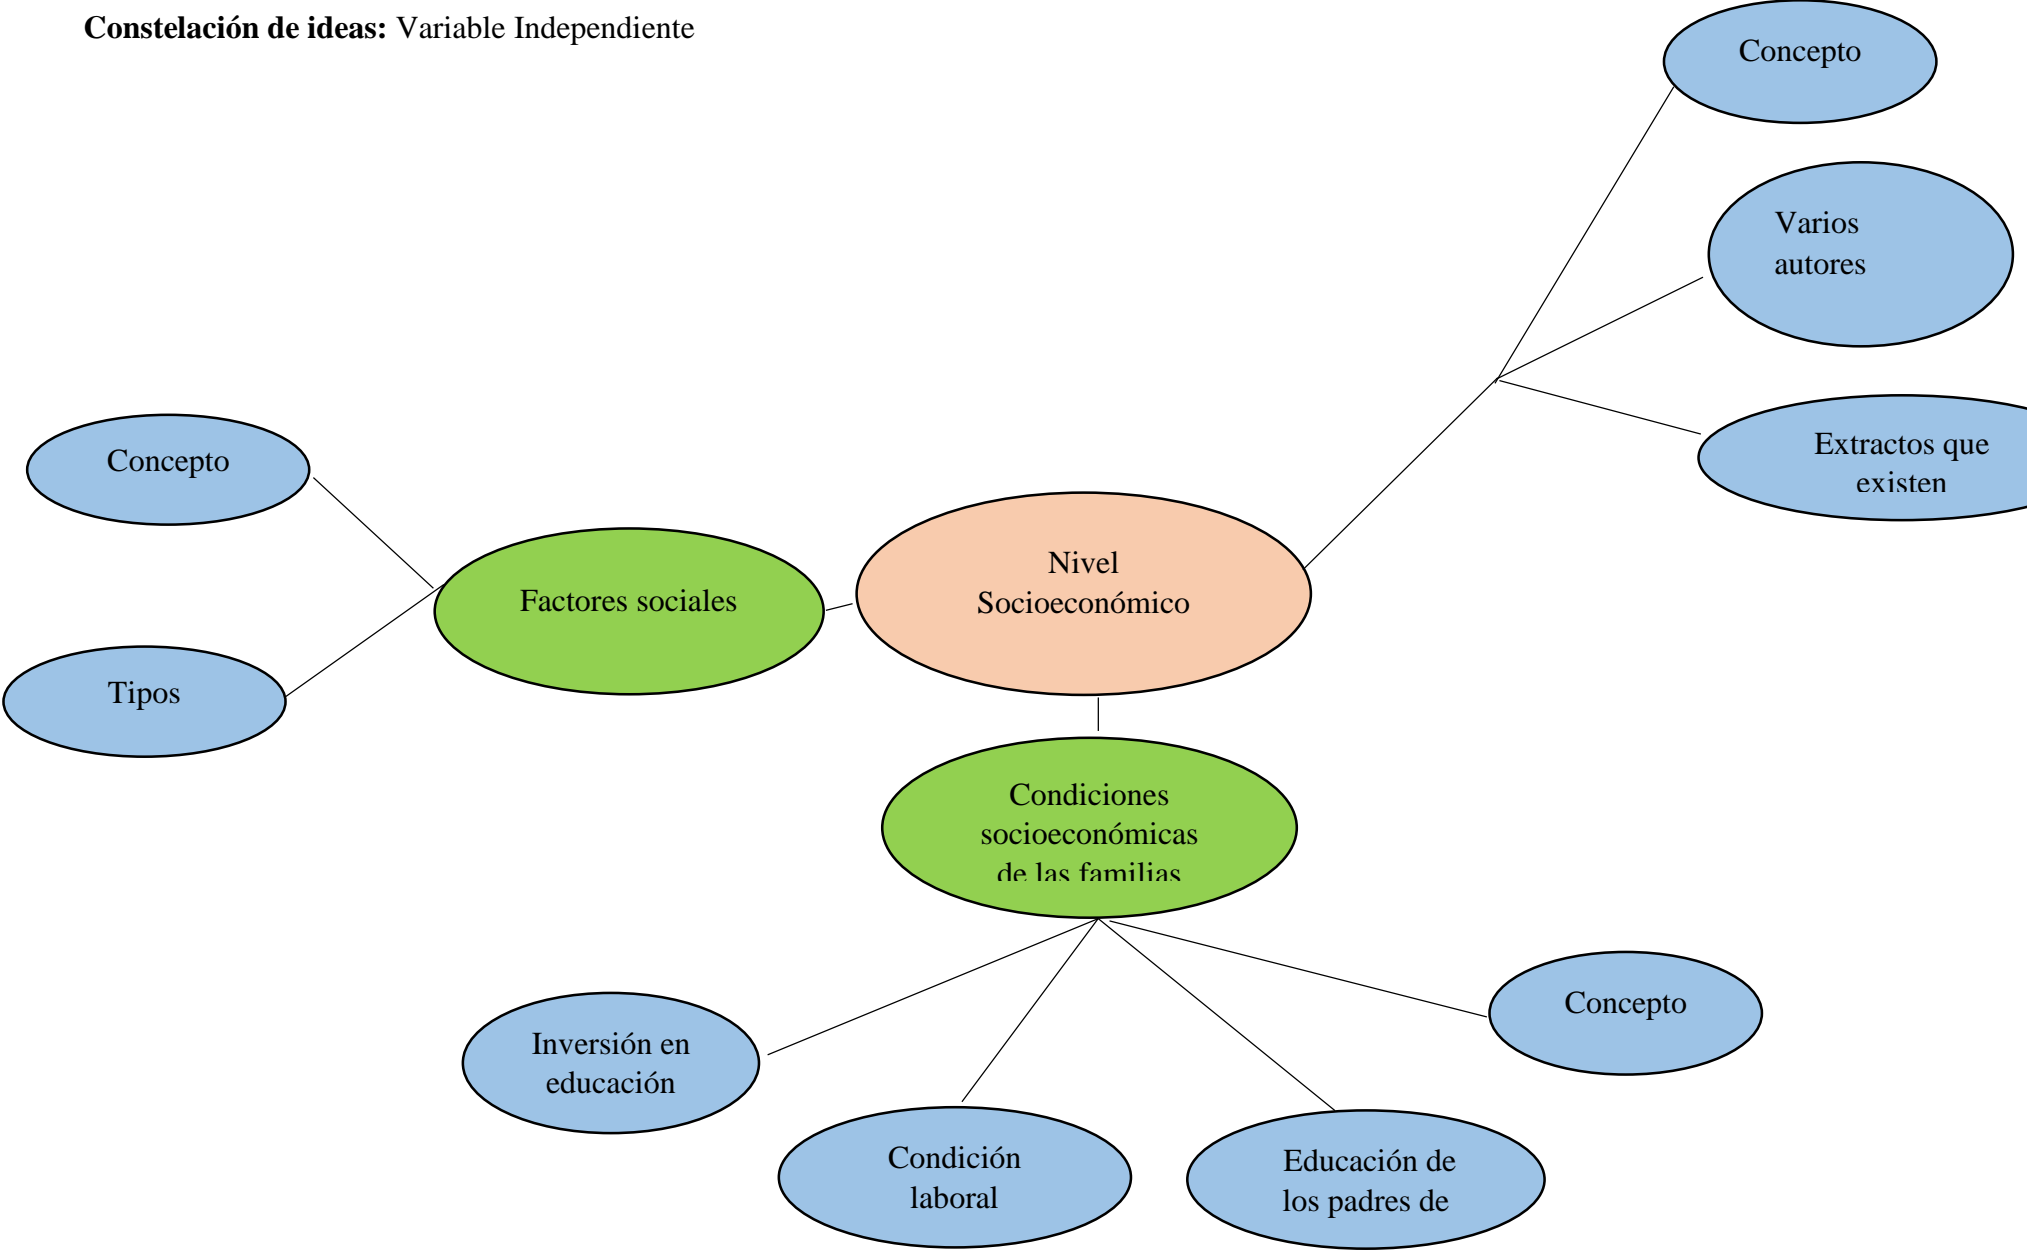 Constelación de ideas: Variable Independiente
Concepto
Varios
autores
Extractos que
existen
Concepto
Nivel
Socioeconómico
Factores sociales
Tipos
Condiciones
socioeconómicas
de las familias
Concepto
Inversión en
educación
Condición
laboral
Educación de
los padres de